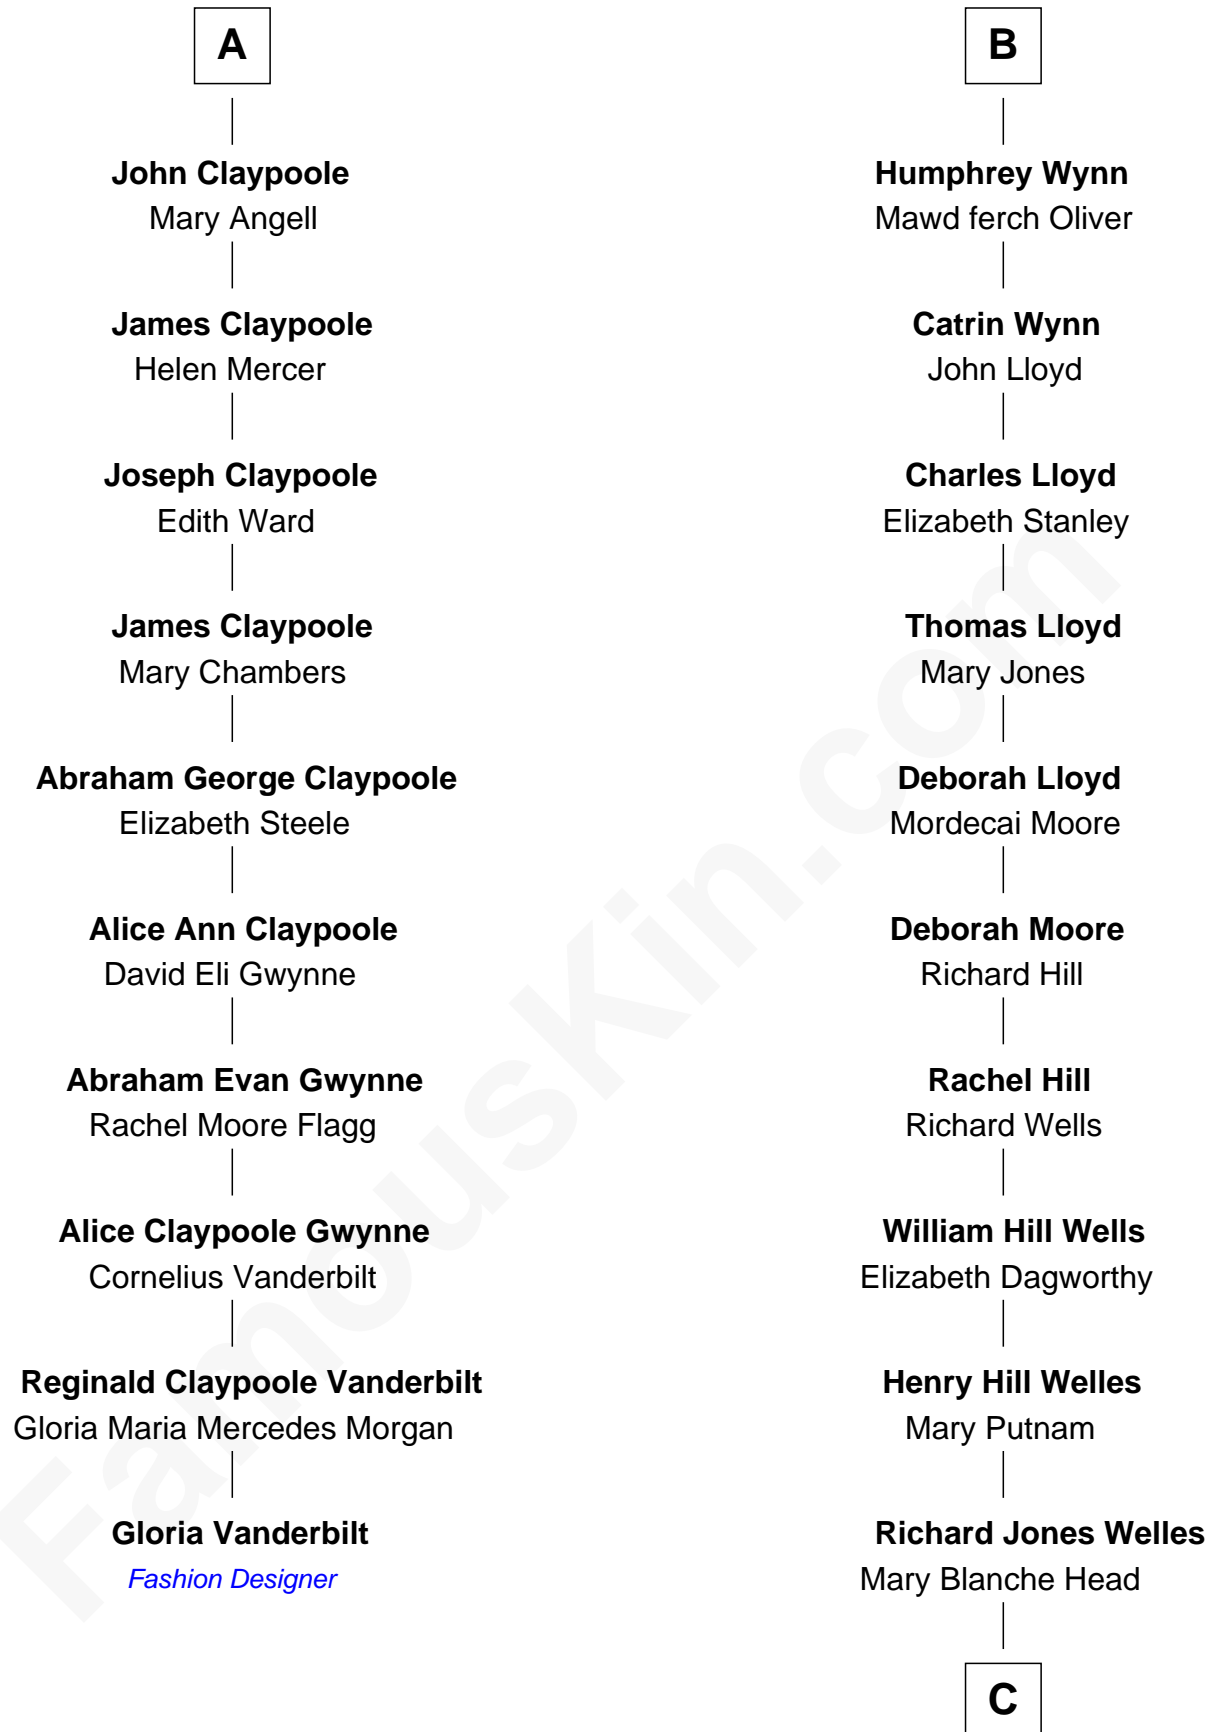 A
John Claypoole
Mary Angell
James Claypoole
Helen Mercer
Joseph Claypoole
Edith Ward
James Claypoole
Mary Chambers
Abraham George Claypoole
Elizabeth Steele
Alice Ann Claypoole
David Eli Gwynne
Abraham Evan Gwynne
Rachel Moore Flagg
Alice Claypoole Gwynne
Cornelius Vanderbilt
Reginald Claypoole Vanderbilt
Gloria Maria Mercedes Morgan
Gloria Vanderbilt
Fashion Designer
B
Humphrey Wynn
Mawd ferch Oliver
Catrin Wynn
John Lloyd
Charles Lloyd
Elizabeth Stanley
Thomas Lloyd
Mary Jones
Deborah Lloyd
Mordecai Moore
Deborah Moore
Richard Hill
Rachel Hill
Richard Wells
William Hill Wells
Elizabeth Dagworthy
Henry Hill Welles
Mary Putnam
Richard Jones Welles
Mary Blanche Head
C
FamousKin.com